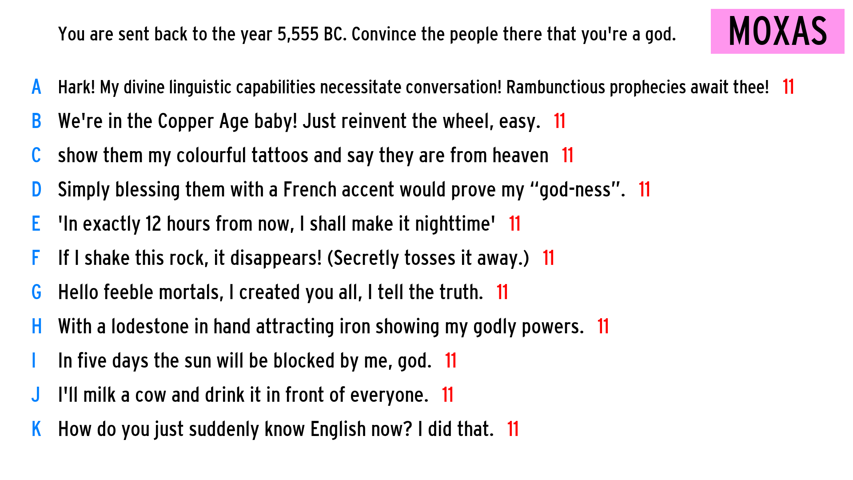 You are sent back to the year 5,555 BC. Convince the people there that you're a god.
MOXAS
A Hark! My divine linguistic capabilities necessitate conversation! Rambunctious prophecies await thee! 11
B We're in the Copper Age baby! Just reinvent the wheel, easy. 11
C show them my colourful tattoos and say they are from heaven 11
D Simply blessing them with a French accent would prove my “god-ness”. 11
E 'In exactly 12 hours from now, I shall make it nighttime' 11
F If I shake this rock, it disappears! (Secretly tosses it away.) 11
G Hello feeble mortals, I created you all, I tell the truth. 11
H With a lodestone in hand attracting iron showing my godly powers. 11
I In five days the sun will be blocked by me, god. 11
J I'll milk a cow and drink it in front of everyone. 11
K How do you just suddenly know English now? I did that. 11